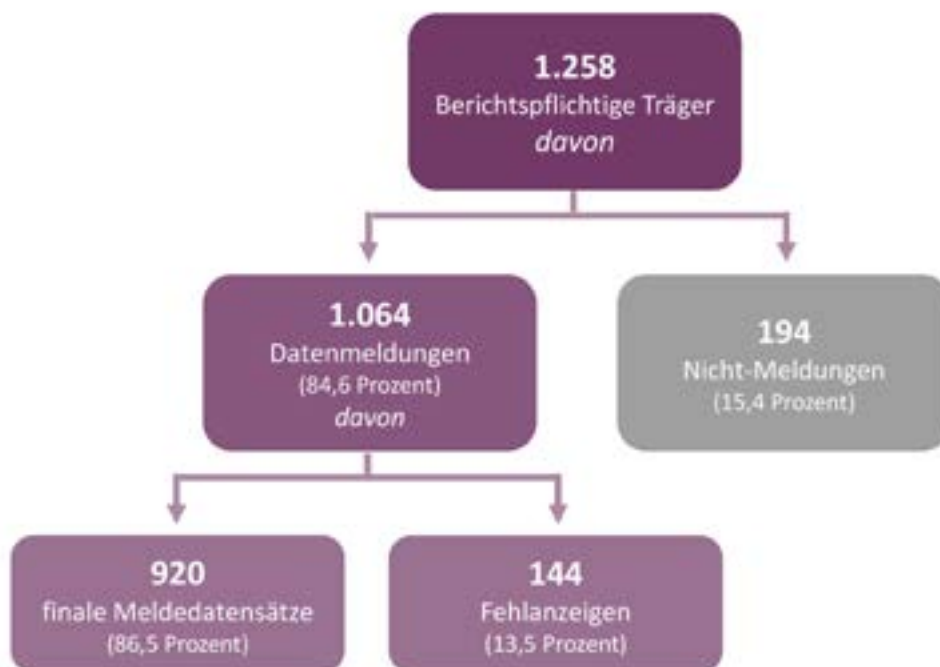 1.258
Berichtspflichtige Träger
davon
1.064
Datenmeldungen
(84,6 Prozent)
davon
194
Nicht-Meldungen
(15,4 Prozent)
920
finale Meldedatensätze
(86,5 Prozent)
144
Fehlanzeigen
(13,5 Prozent)